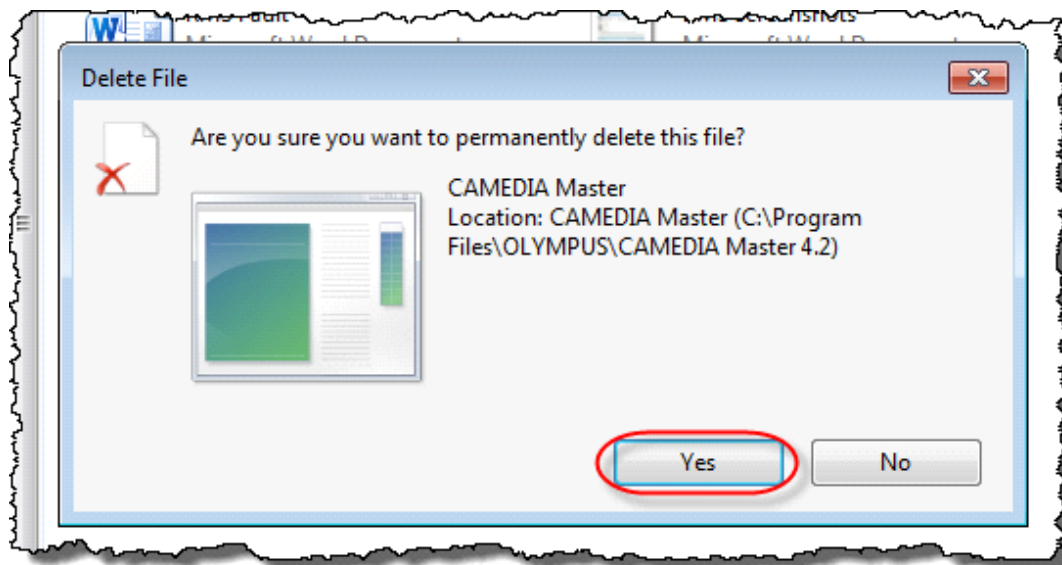 W
Delete File
Are you sure you want to permanently delete this file?
CAMEDIA Master
Location: CAMEDIA Master (C:\Program
Files\OLYMPUS\CAMEDIA Master 4.2)
Yes
No